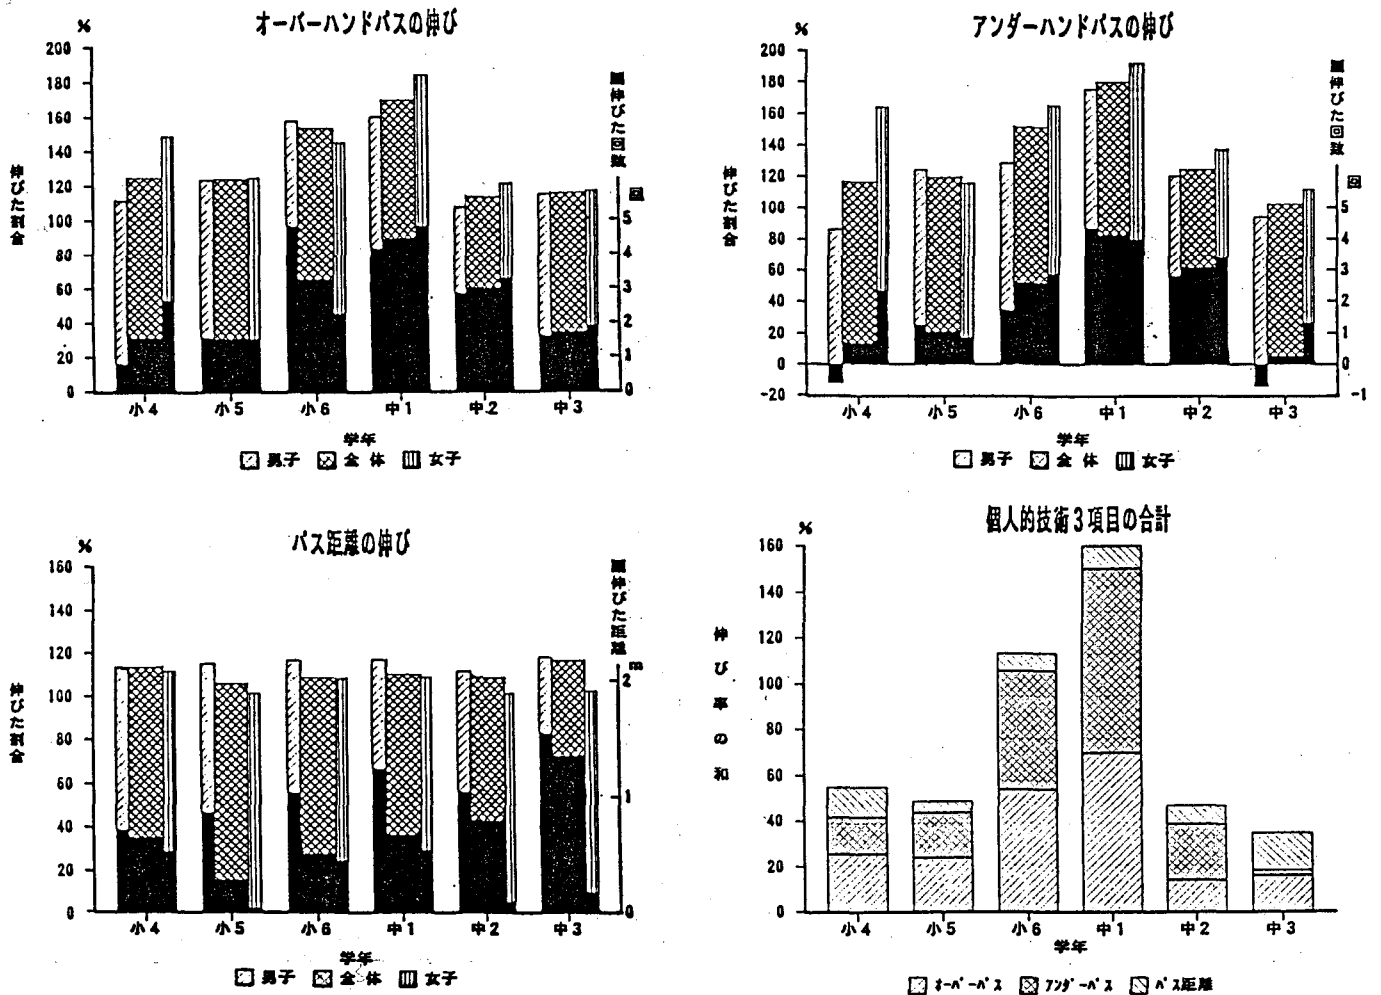 オーバーハンドパスの伸び
%
200
180
160
140
120
100
80
60
40
20
0
伸びた割合
伸びた回数
回
5
4
3
2
1
0
小4 小5 小6 中1 中2 中3
学年
男子 全体 女子
アンダーハンドパスの伸び
%
200
180
160
140
120
100
80
60
40
20
0
-20
伸びた割合
伸びた回数
回
5
4
3
2
1
0
-1
小4 小5 小6 中1 中2 中3
学年
男子 全体 女子
パス距離の伸び
%
160
140
120
100
80
60
40
20
0
伸びた割合
伸びた距離
m
2
1
0
小4 小5 小6 中1 中2 中3
学年
男子 全体 女子
個人的技術3項目の合計
%
160
140
120
100
80
60
40
20
0
伸び率の和
小4 小5 小6 中1 中2 中3
学年
オーバーパス アンダーパス パス距離